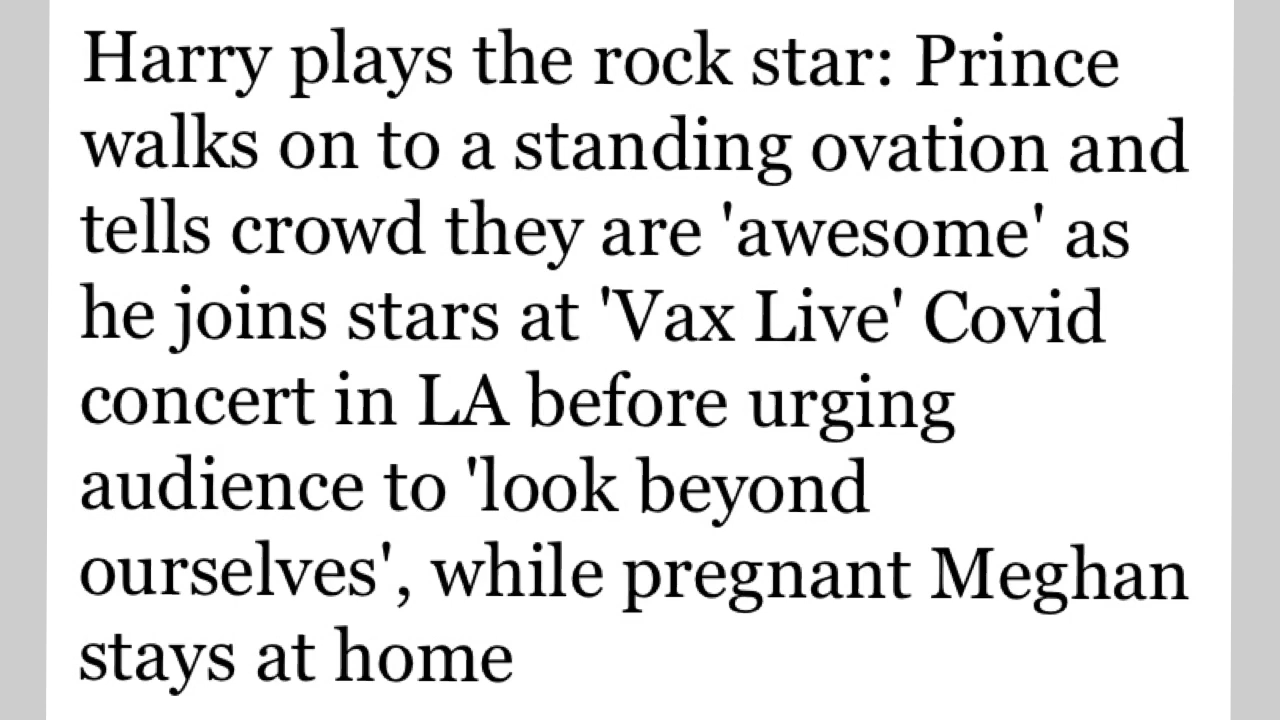 Harry plays the rock star: Prince
walks on to a standing ovation and
tells crowd they are 'awesome' as
he joins stars at 'Vax Live' Covid
concert in LA before urging
audience to 'look beyond
ourselves', while pregnant Meghan
stays at home